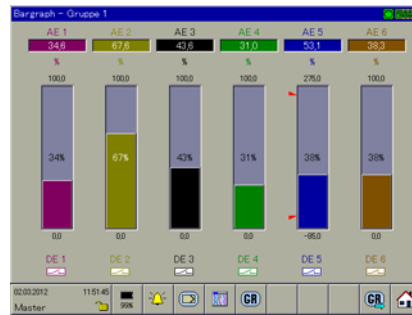 Bargraph - Gruppe 1
AE 1 AE 2 AE 3 AE 4 AE 5 AE 6
34,6 67,6 43,6 31,0 53,1 38,3
% % % % % %
100,0 100,0 100,0 100,0 275,0 100,0
34% 67% 43% 31% 38% 38%
0,0 0,0 0,0 0,0 -85,0 0,0
DE 1 DE 2 DE 3 DE 4 DE 5 DE 6
02.03.2012 11:51:45
Master 99% GR GR